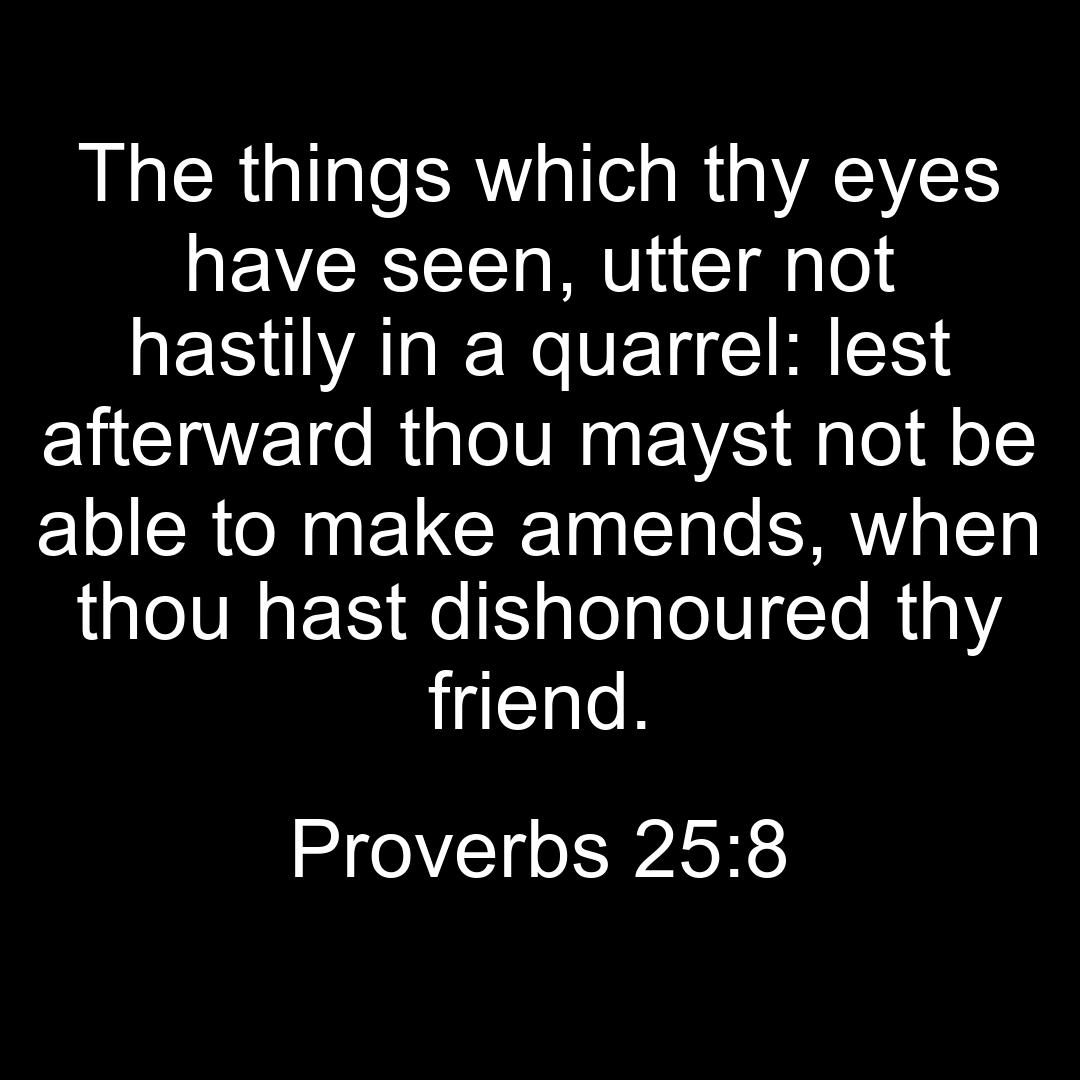 The things which thy eyes
have seen, utter not
hastily in a quarrel: lest
afterward thou mayst not be
able to make amends, when
thou hast dishonoured thy
friend.
Proverbs 25:8